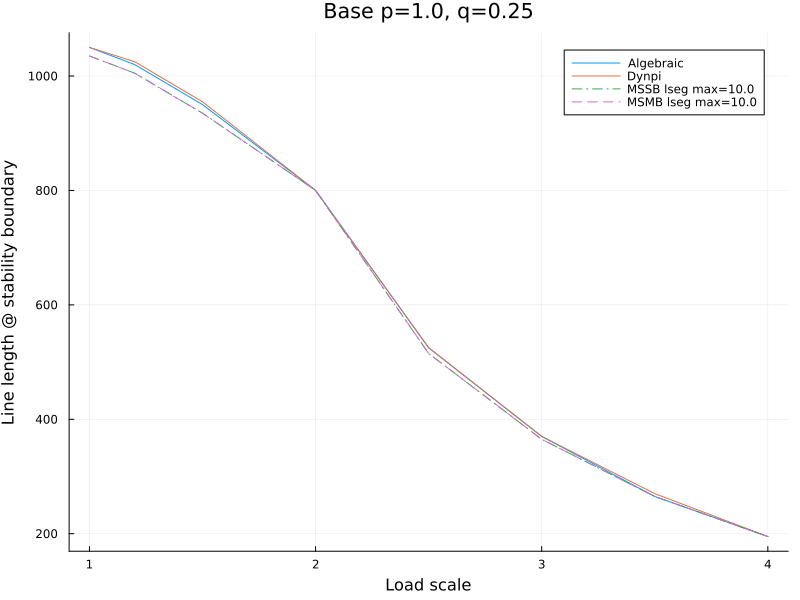 Base p=1.0, q=0.25
Algebraic
Dynpi
MSSB lseg max=10.0
MSMB lseg max=10.0
Line length @ stability boundary
1000
800
600
400
200
1 2 3 4
Load scale